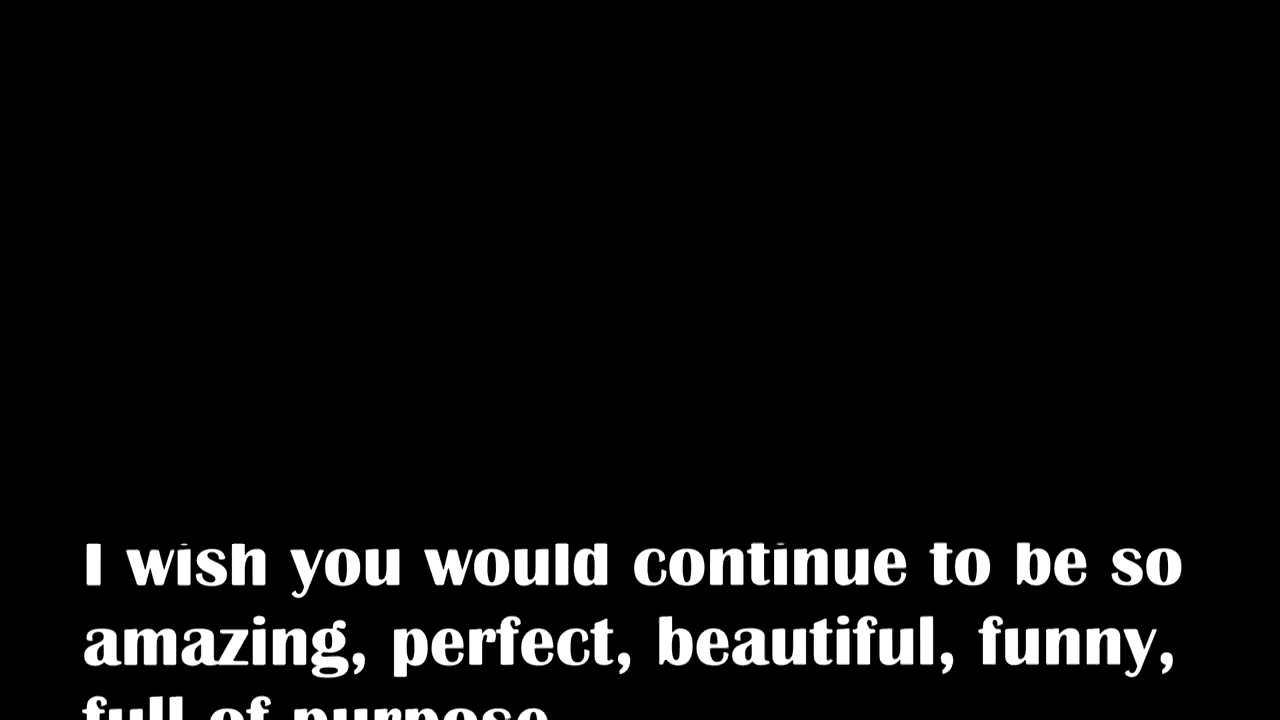 I wish you would continue to be so
amazing, perfect, beautiful, funny,
full of purpose